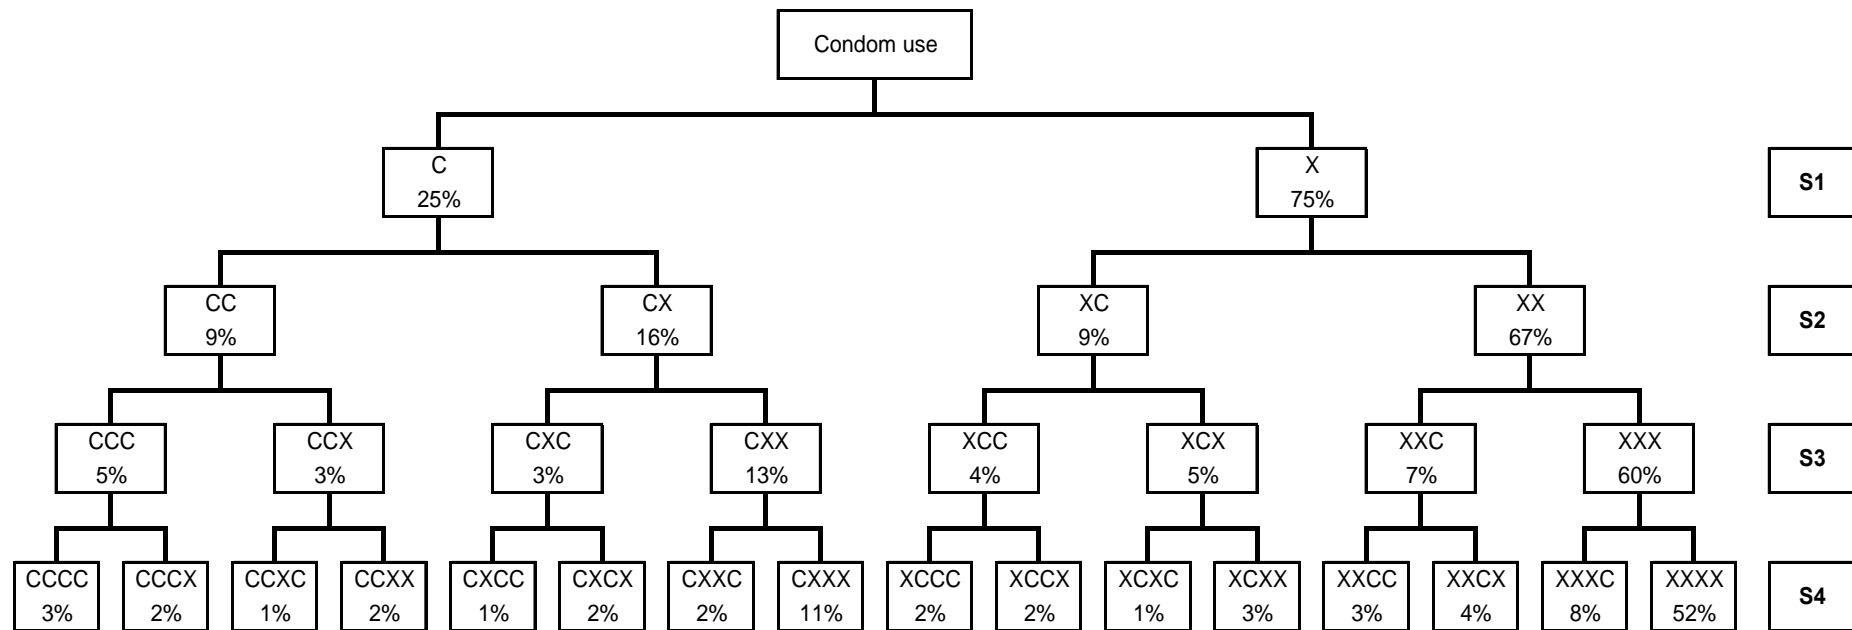 Condom use
C
25%
X
75%
S1
CC
9%
CX
16%
XC
9%
XX
67%
S2
CCC
5%
CCX
3%
CXC
3%
CXX
13%
XCC
4%
XCX
5%
XXC
7%
XXX
60%
S3
CCCC
3%
CCCX
2%
CCXC
1%
CCXX
2%
CXCC
1%
CXCX
2%
CXXC
2%
CXXX
11%
XCCC
2%
XCCX
2%
XCXC
1%
XCXX
3%
XXCC
3%
XXCX
4%
XXXC
8%
XXXX
52%
S4